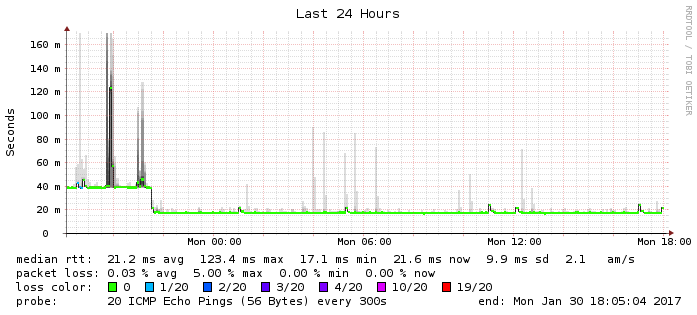 Last 24 Hours
RRDTOOL / TOBI OETIKER
Seconds
160 m
140 m
120 m
100 m
80 m
60 m
40 m
20 m
0
Mon 00:00 Mon 06:00 Mon 12:00 Mon 18:00
median rtt: 21.2 ms avg 123.4 ms max 17.1 ms min 21.6 ms now 9.9 ms sd 2.1 am/s
packet loss: 0.03 % avg 5.00 % max 0.00 % min 0.00 % now
loss color: 0 1/20 2/20 3/20 4/20 10/20 19/20
probe: 20 ICMP Echo Pings (56 Bytes) every 300s end: Mon Jan 30 18:05:04 2017